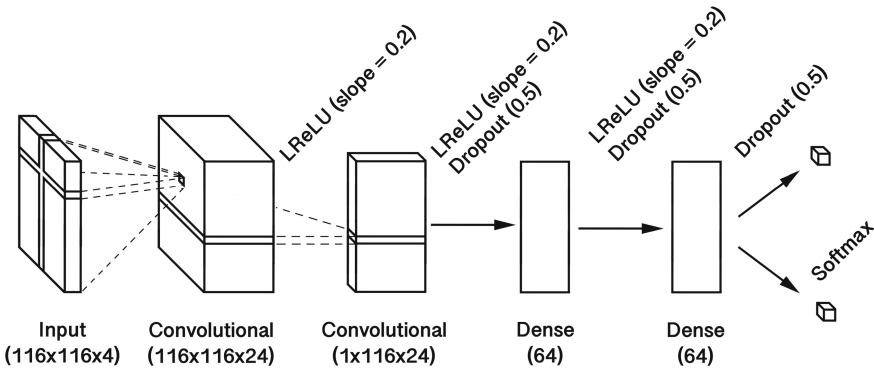 LReLU (slope = 0.2)
LReLU (slope = 0.2)
Dropout (0.5)
LReLU (slope = 0.2)
Dropout (0.5)
Dropout (0.5)
Softmax
Input
(116x116x4)
Convolutional
(116x116x24)
Convolutional
(1x116x24)
Dense
(64)
Dense
(64)